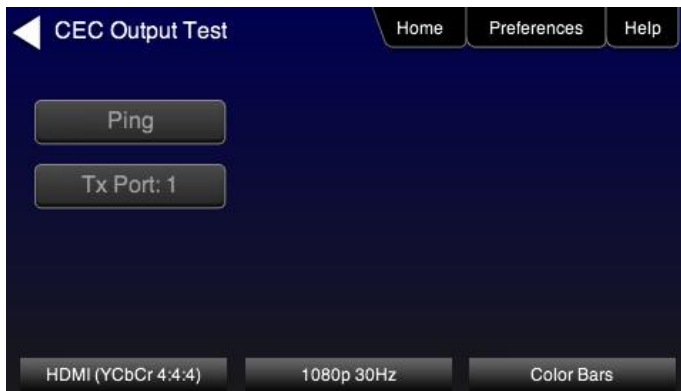 CEC Output Test
Home
Preferences
Help
Ping
Tx Port: 1
HDMI (YCbCr 4:4:4)
1080p 30Hz
Color Bars